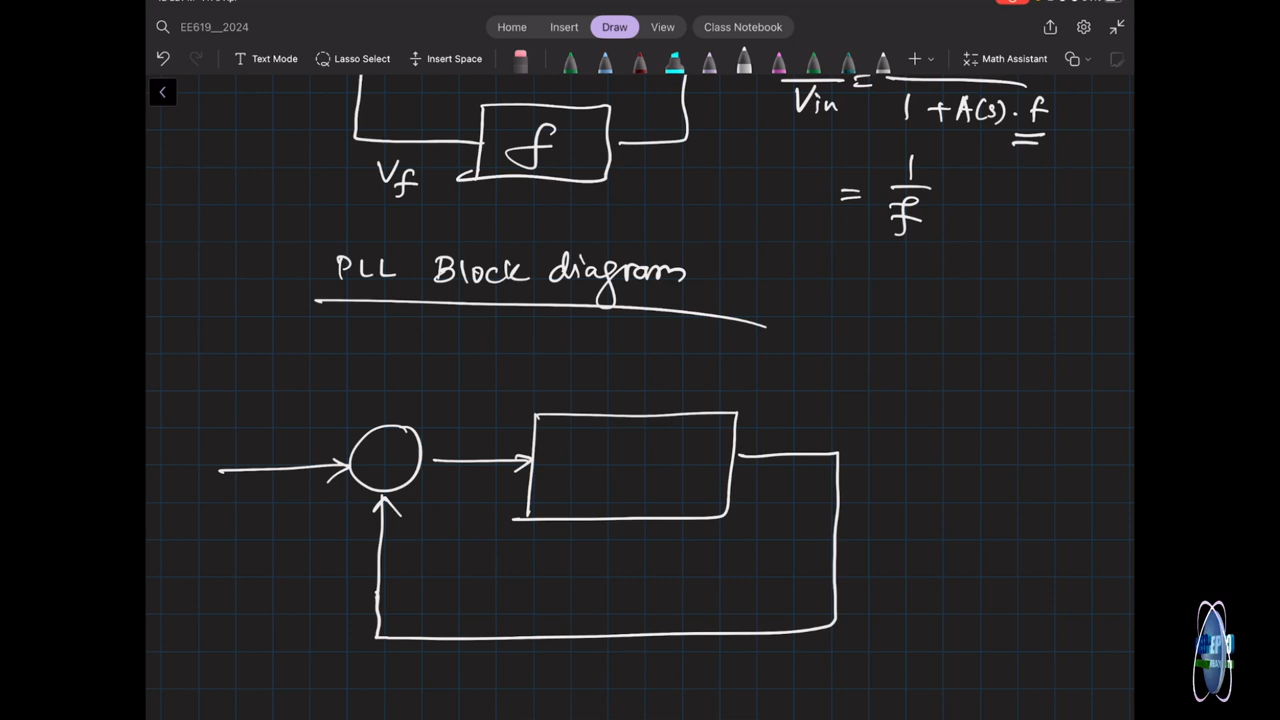 EE619__2024
Home Insert Draw View Class Notebook
Text Mode Lasso Select Insert Space Math Assistant
Vin = 1 + A(s) . f
f
Vf
= 1/f
PLL Block diagram